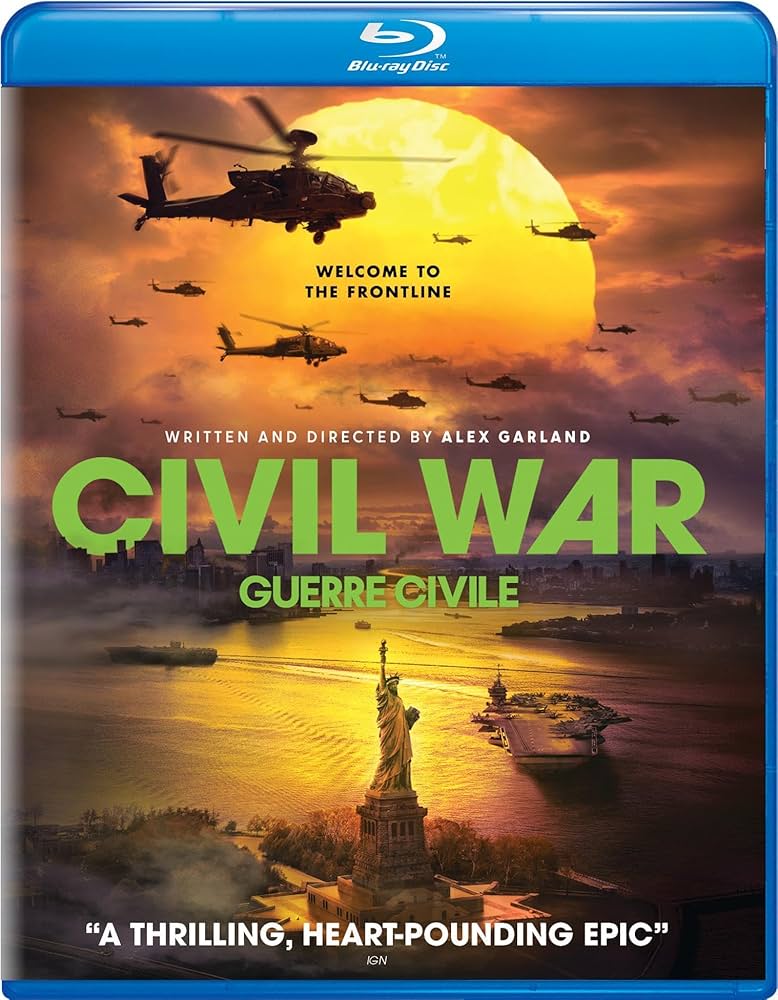 Blu-ray Disc™
WELCOME TO
THE FRONTLINE
WRITTEN AND DIRECTED BY ALEX GARLAND
CIVIL WAR
GUERRE CIVILE
“A THRILLING, HEART-POUNDING EPIC”
IGN